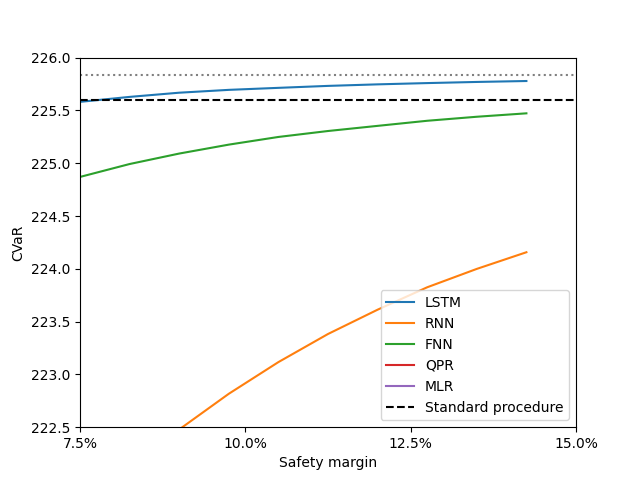 226.0
225.5
225.0
224.5
224.0
223.5
223.0
222.5
CVaR
7.5%
10.0%
12.5%
15.0%
Safety margin
LSTM
RNN
FNN
QPR
MLR
Standard procedure